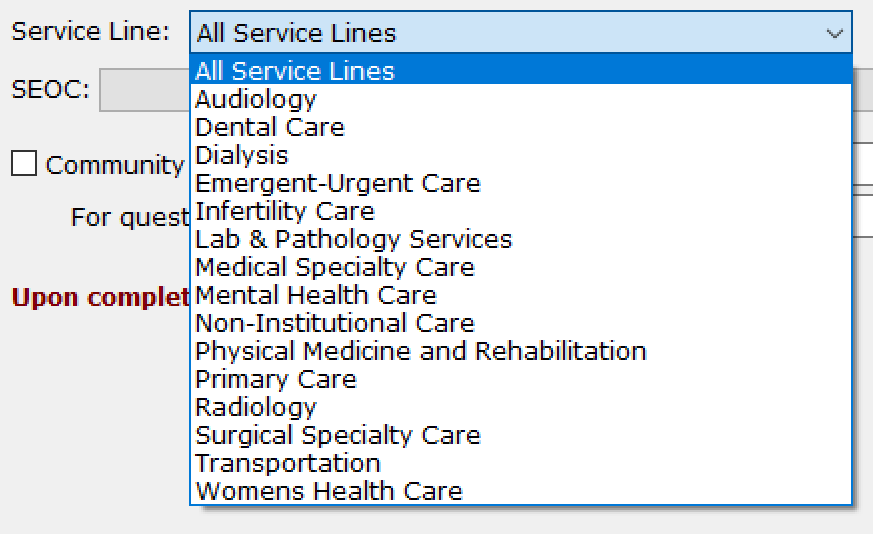 Service Line: All Service Lines
All Service Lines
SEOC:
Audiology
Dental Care
Dialysis
Community
Emergent-Urgent Care
Infertility Care
For quest
Lab & Pathology Services
Medical Specialty Care
Upon complet
Mental Health Care
Non-Institutional Care
Physical Medicine and Rehabilitation
Primary Care
Radiology
Surgical Specialty Care
Transportation
Womens Health Care